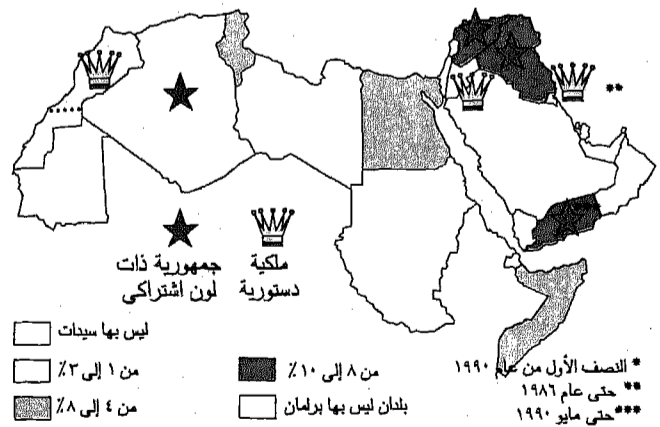 **
***
جمهورية ذات
لون اشتراكي
ملكية
دستورية
ليس بها سيدات
من ١ إلى ٣٪
من ٤ إلى ٨٪
من ٨ إلى ١٠٪
بلدان ليس بها برلمان
* النصف الأول من عام ١٩٩٠
** حتى عام ١٩٨٦
***حتى مايو ١٩٩٠